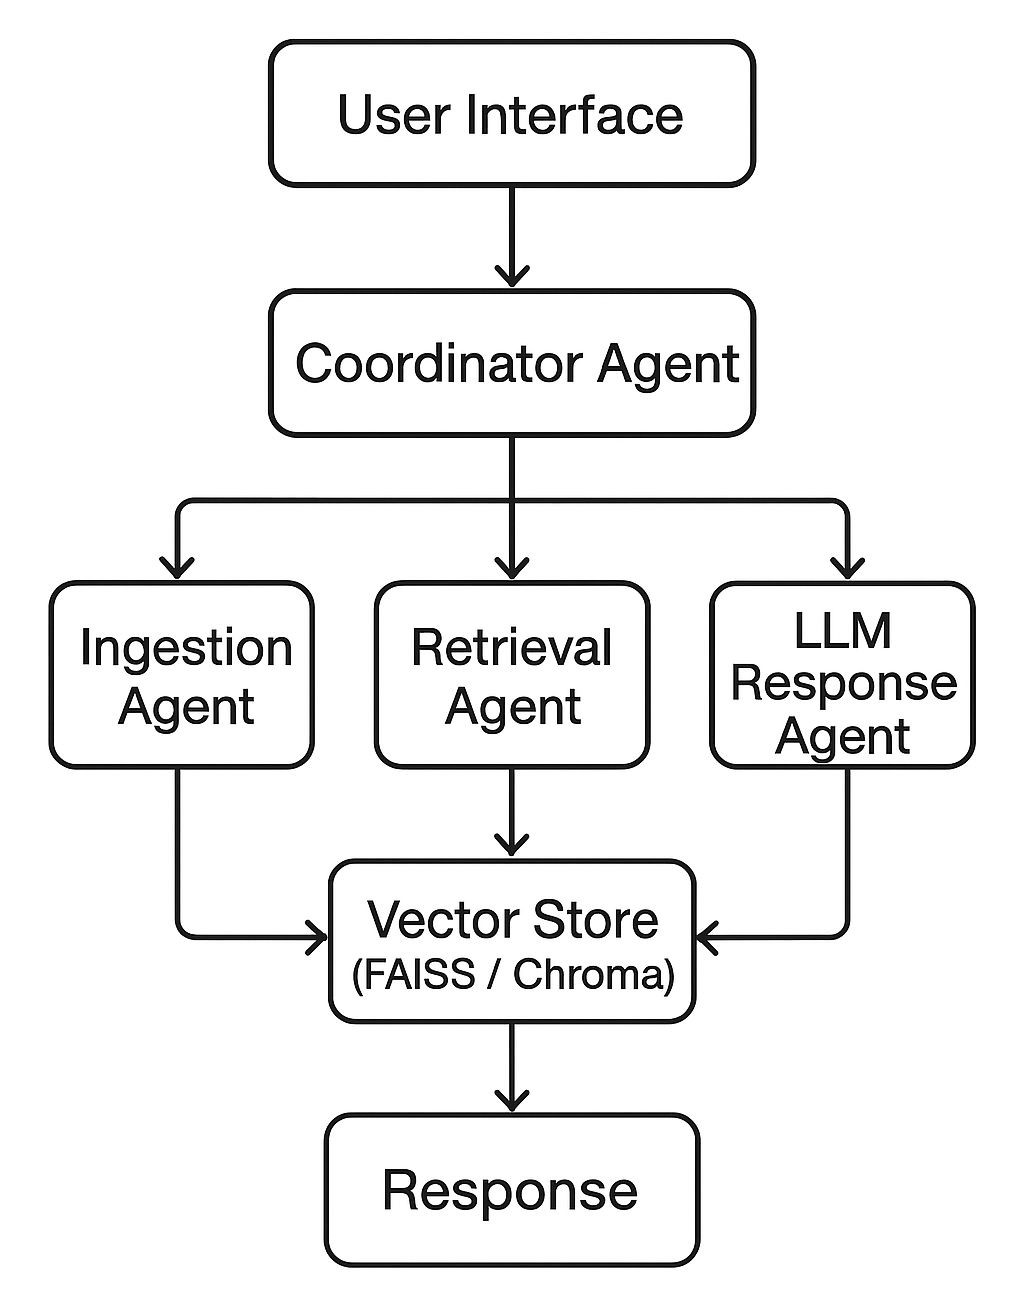 User Interface
Coordinator Agent
Ingestion
Agent
Retrieval
Agent
LLM
Response
Agent
Vector Store
(FAISS / Chroma)
Response